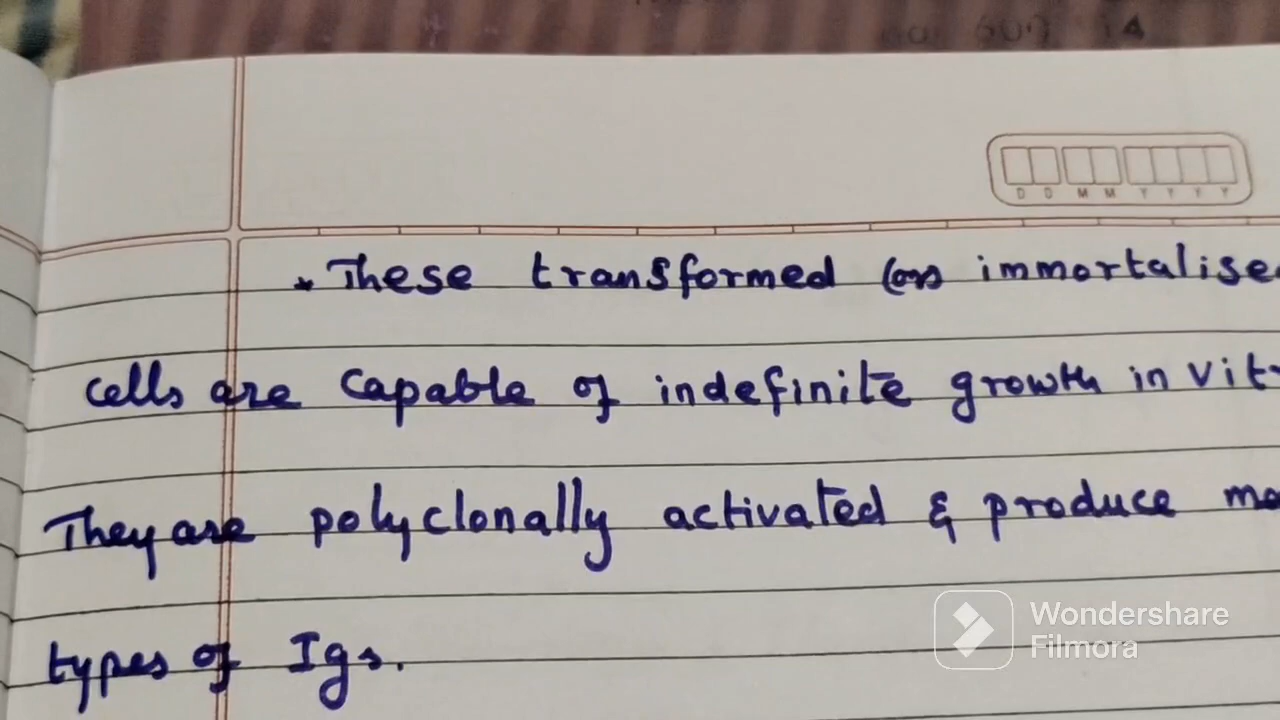 * These transformed (or) immortalise
cells are capable of indefinite growth in vit
They are polyclonally activated & produce
types of Igs.
D D M M Y Y Y Y
Wondershare
Filmora